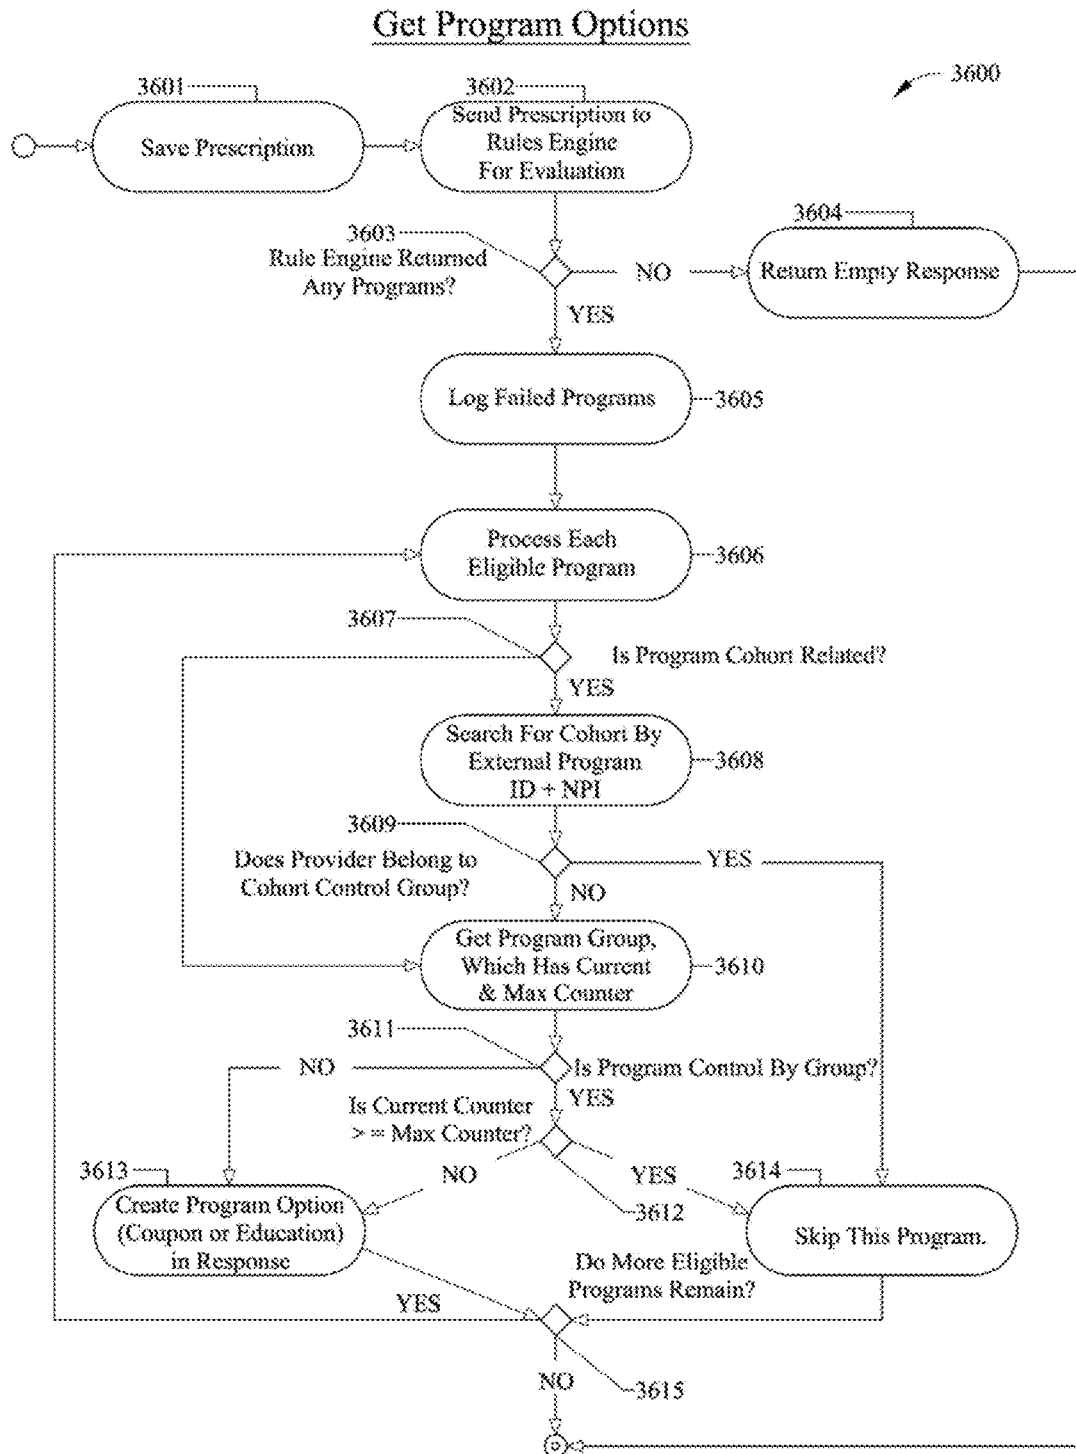 Get Program Options
3600
3601
Save Prescription
3602
Send Prescription to
Rules Engine
For Evaluation
3603
Rule Engine Returned
Any Programs?
NO
3604
Return Empty Response
YES
Log Failed Programs
3605
Process Each
Eligible Program
3606
3607
Is Program Cohort Related?
YES
Search For Cohort By
External Program
ID + NPI
3608
3609
Does Provider Belong to
Cohort Control Group?
YES
NO
Get Program Group,
Which Has Current
& Max Counter
3610
3611
NO
Is Program Control By Group?
YES
Is Current Counter
> = Max Counter?
NO
YES
3612
3613
Create Program Option
(Coupon or Education)
in Response
3614
Skip This Program.
Do More Eligible
Programs Remain?
YES
3615
NO